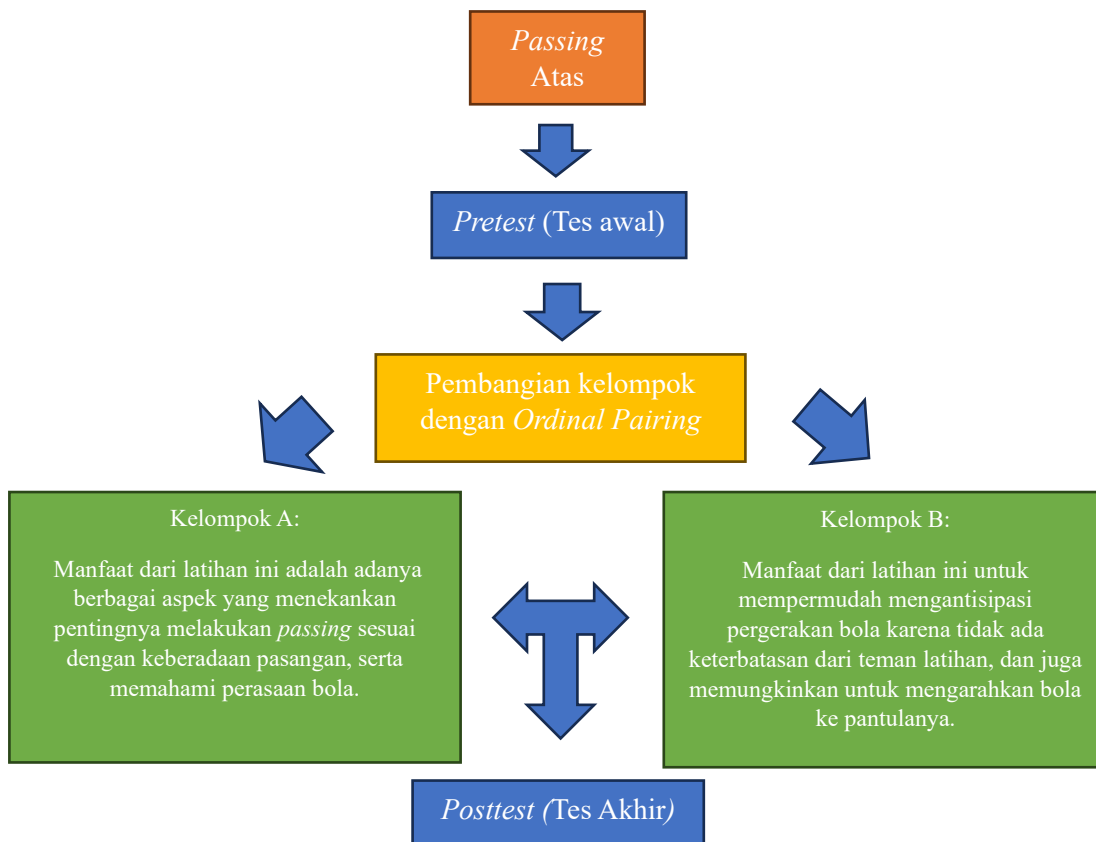 Passing
Atas
Pretest (Tes awal)
Pembangian kelompok
dengan Ordinal Pairing
Kelompok A:
Manfaat dari latihan ini adalah adanya
berbagai aspek yang menekankan
pentingnya melakukan passing sesuai
dengan keberadaan pasangan, serta
memahami perasaan bola.
Kelompok B:
Manfaat dari latihan ini untuk
mempermudah mengantisipasi
pergerakan bola karena tidak ada
keterbatasan dari teman latihan, dan juga
memungkinkan untuk mengarahkan bola
ke pantulanya.
Posttest (Tes Akhir)